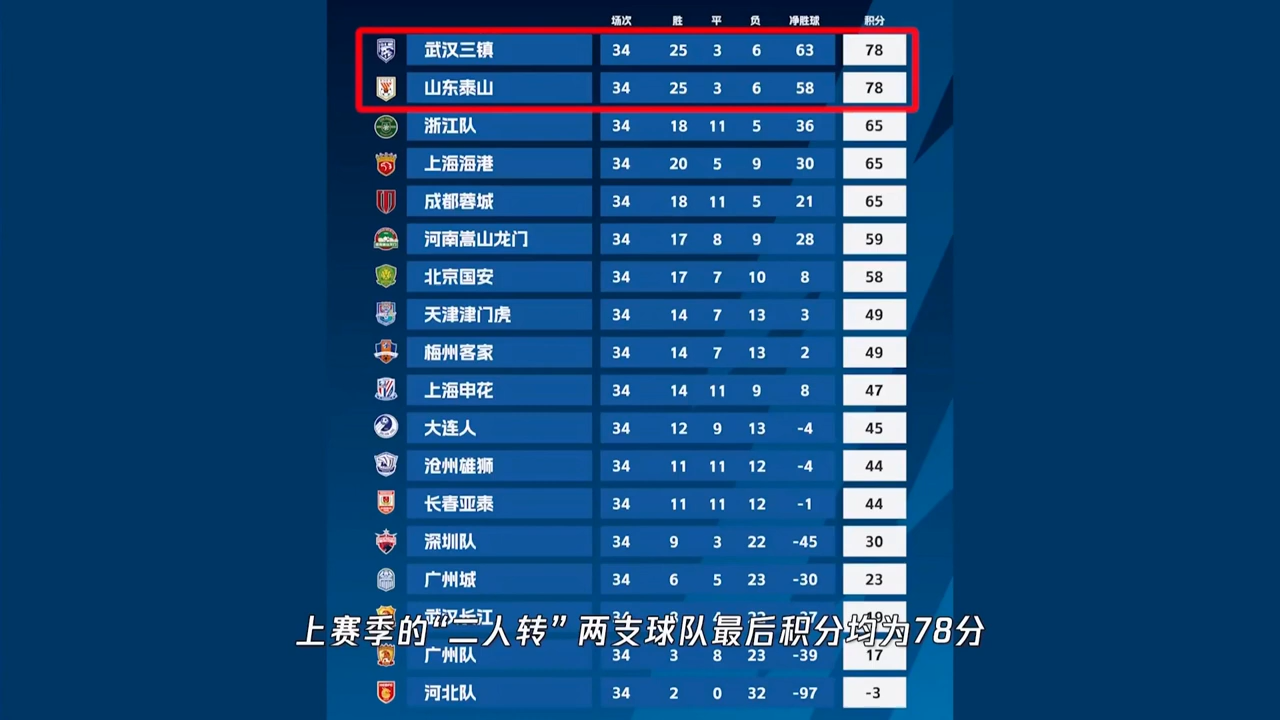 场次 胜 平 负 净胜球 积分
武汉三镇 34 25 3 6 63 78
山东泰山 34 25 3 6 58 78
浙江队 34 18 11 5 36 65
上海海港 34 20 5 9 30 65
成都蓉城 34 18 11 5 21 65
河南嵩山龙门 34 17 8 9 28 59
北京国安 34 17 7 10 8 58
天津津门虎 34 14 7 13 3 49
梅州客家 34 14 7 13 2 49
上海申花 34 14 11 9 8 47
大连人 34 12 9 13 -4 45
沧州雄狮 34 11 11 12 -4 44
长春亚泰 34 11 11 12 -1 44
深圳队 34 9 3 22 -45 30
广州城 34 6 5 23 -30 23
武汉长江 34
上赛季的“二人转”两支球队最后积分均为78分
广州队 34 3 8 23 -39 17
河北队 34 2 0 32 -97 -3